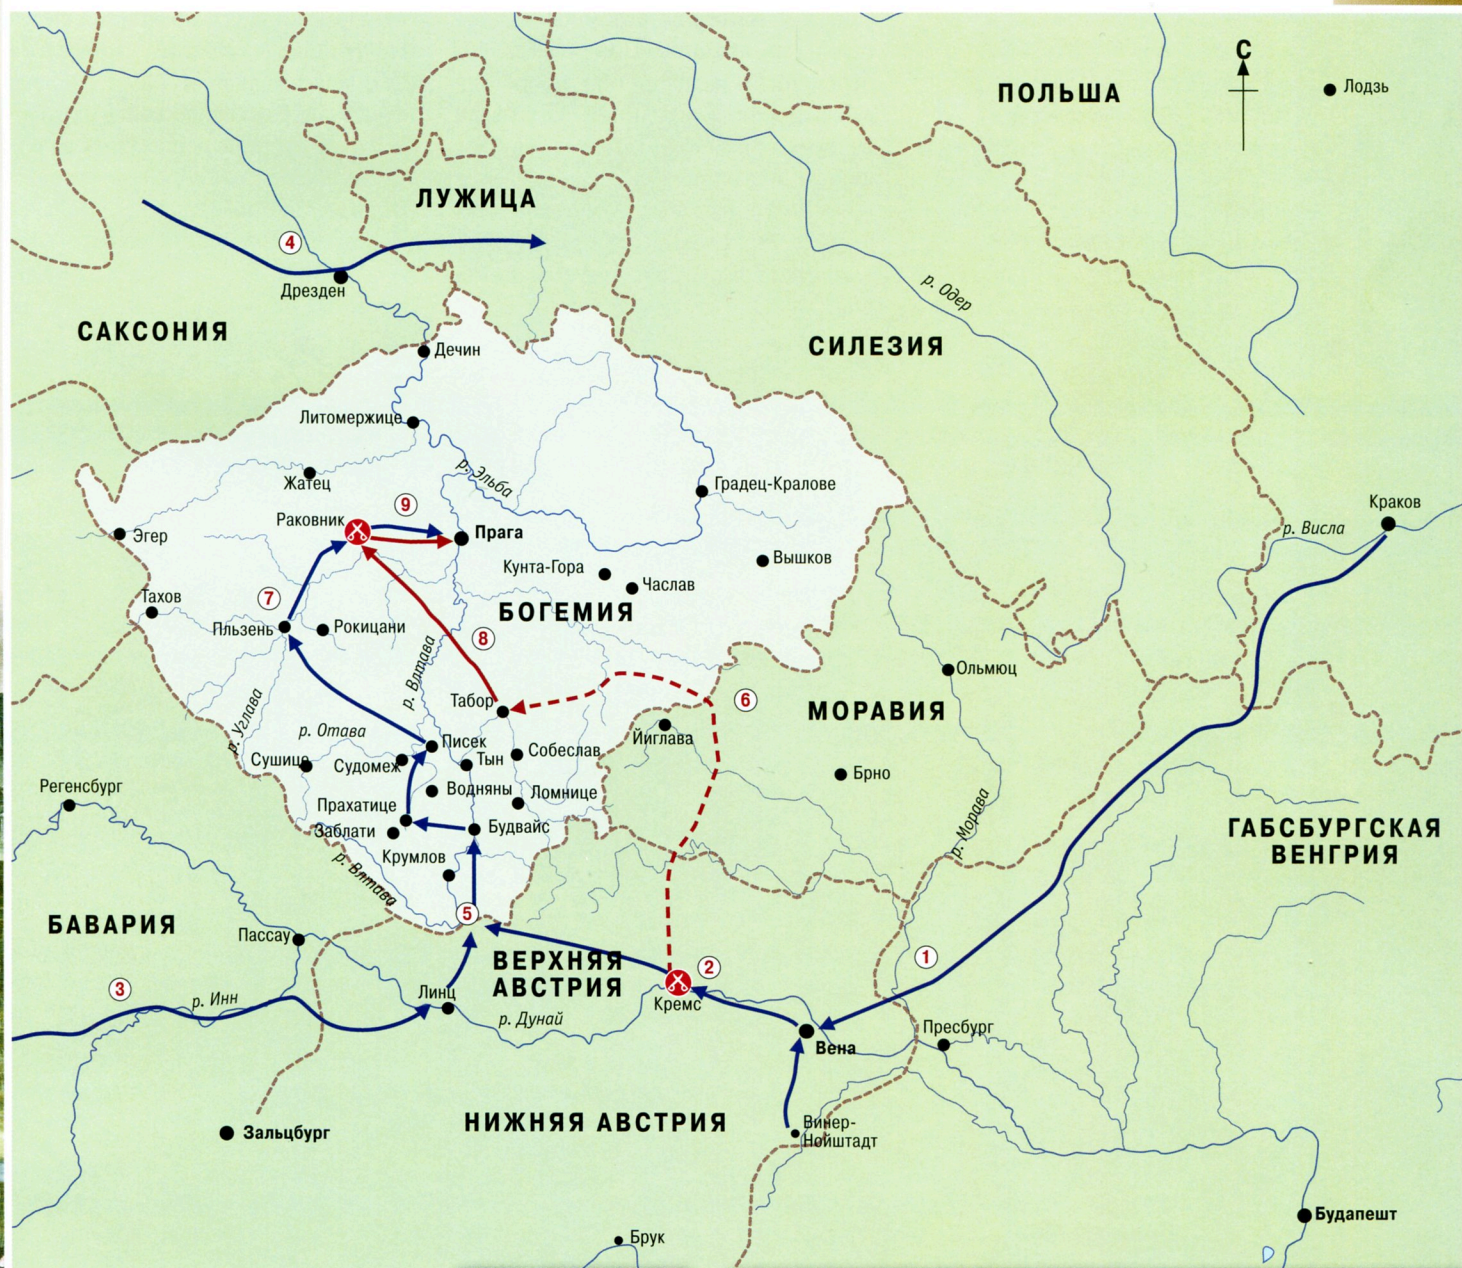 С
ПОЛЬША
Лодзь
ЛУЖИЦА
4
Дрезден
р. Одер
САКСОНИЯ
СИЛЕЗИЯ
Дечин
Литомержице
р. Эльба
Жатец
Градец-Кралове
9
Раковник
Краков
Эгер
Прага
р. Висла
Вышков
Кунта-Гора
Часлав
Тахов
7
БОГЕМИЯ
Пльзень
Рокицани
8
р. Влтава
Ольмюц
Табор
6
МОРАВИЯ
р. Углава
р. Отава
Йиглава
Писек
Собеслав
Сушице
Судомеж
Тын
Брно
Регенсбург
Водняны
Ломнице
Прахатице
Заблати
Будвайс
р. Морава
ГАБСБУРГСКАЯ
ВЕНГРИЯ
Крумлов
р. Влтава
5
БАВАРИЯ
Пассау
ВЕРХНЯЯ
АВСТРИЯ
2
1
3
р. Инн
Линц
Кремс
р. Дунай
Пресбург
Вена
НИЖНЯЯ АВСТРИЯ
Зальцбург
Винер-
Нойштадт
Будапешт
Брук